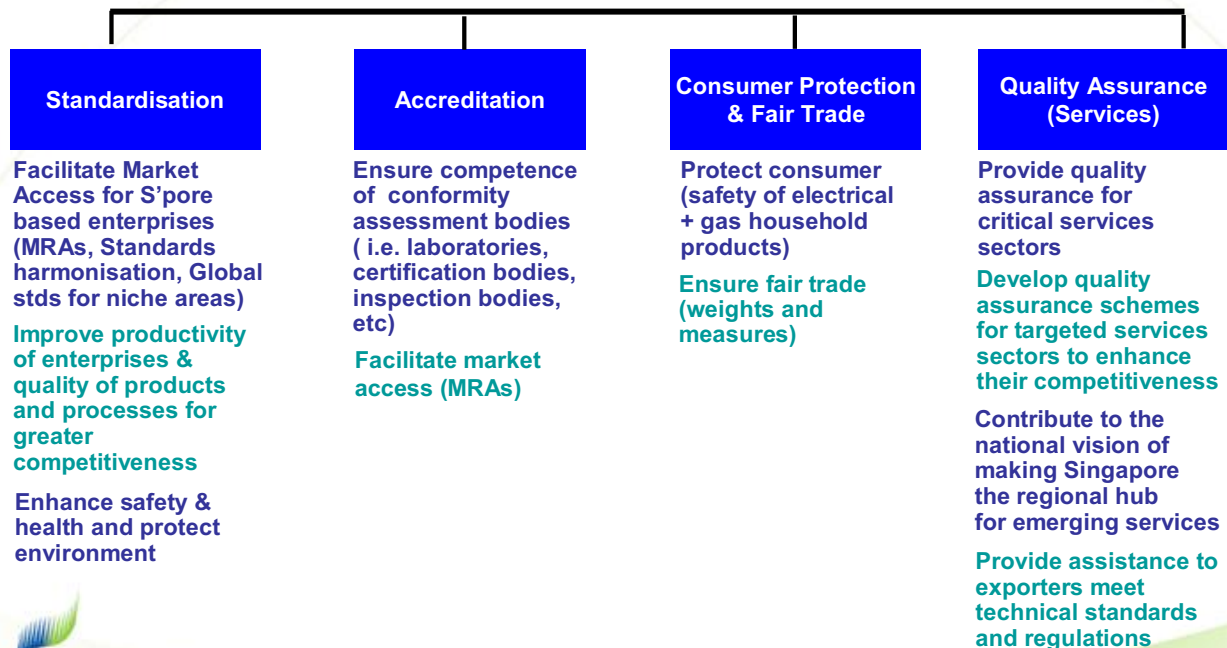 Standardisation
Facilitate Market
Access for S'pore
based enterprises
(MRAs, Standards
harmonisation, Global
stds for niche areas)
Improve productivity
of enterprises &
quality of products
and processes for
greater
competitiveness
Enhance safety &
health and protect
environment
Accreditation
Ensure competence
of conformity
assessment bodies
( i.e. laboratories,
certification bodies,
inspection bodies,
etc)
Facilitate market
access (MRAs)
Consumer Protection
& Fair Trade
Protect consumer
(safety of electrical
+ gas household
products)
Ensure fair trade
(weights and
measures)
Quality Assurance
(Services)
Provide quality
assurance for
critical services
sectors
Develop quality
assurance schemes
for targeted services
sectors to enhance
their competitiveness
Contribute to the
national vision of
making Singapore
the regional hub
for emerging services
Provide assistance to
exporters meet
technical standards
and regulations